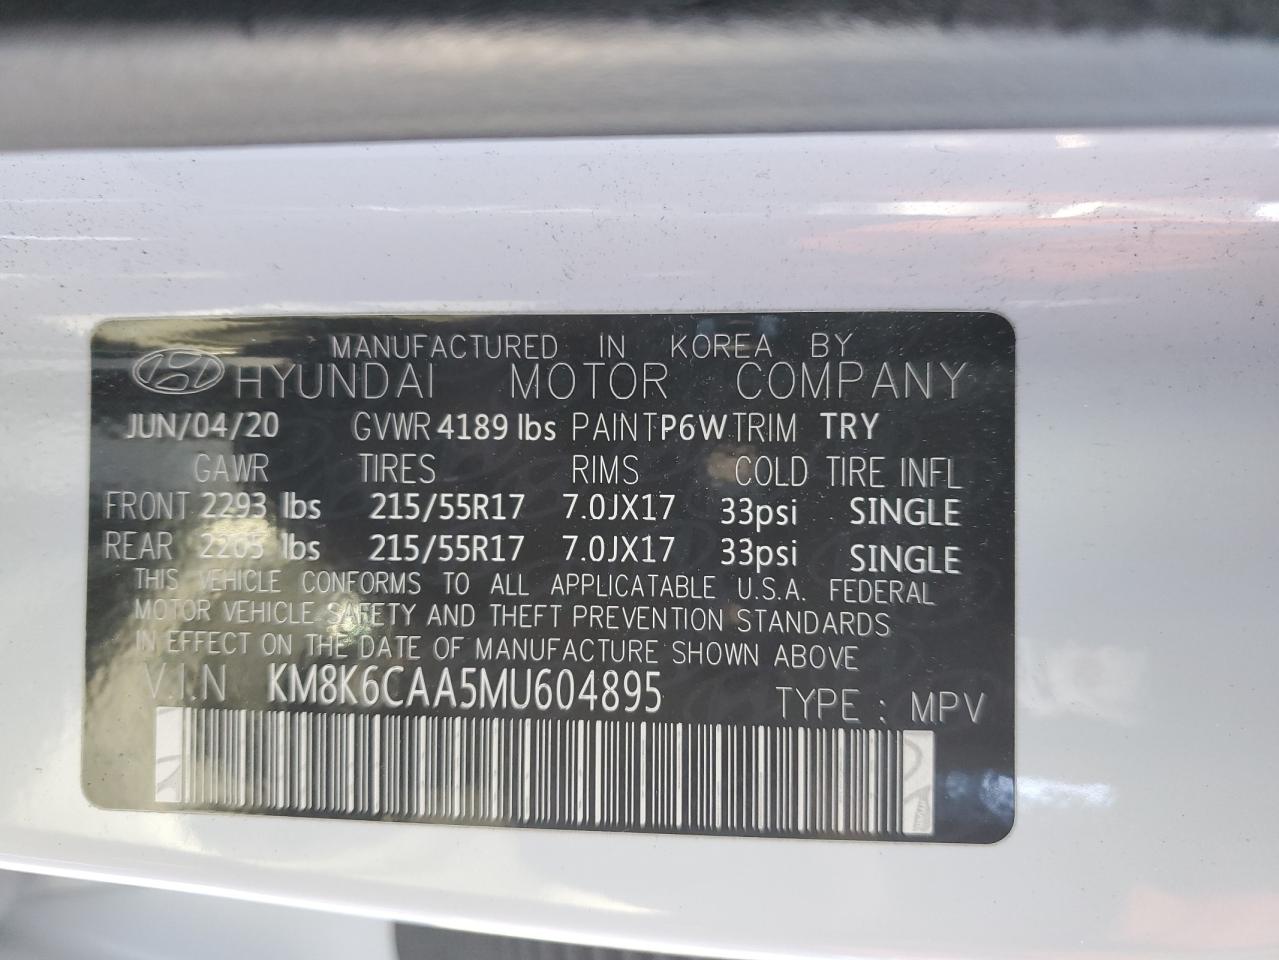 MANUFACTURED IN KOREA BY
HYUNDAI MOTOR COMPANY
JUN/04/20 GVWR 4189 lbs PAINT P6W TRIM TRY
GAWR TIRES RIMS COLD TIRE INFL
FRONT 2293 lbs 215/55R17 7.0JX17 33psi SINGLE
REAR 2205 lbs 215/55R17 7.0JX17 33psi SINGLE
THIS VEHICLE CONFORMS TO ALL APPLICATABLE U.S.A. FEDERAL
MOTOR VEHICLE SAFETY AND THEFT PREVENTION STANDARDS
IN EFFECT ON THE DATE OF MANUFACTURE SHOWN ABOVE
V.I.N KM8K6CAA5MU604895 TYPE : MPV